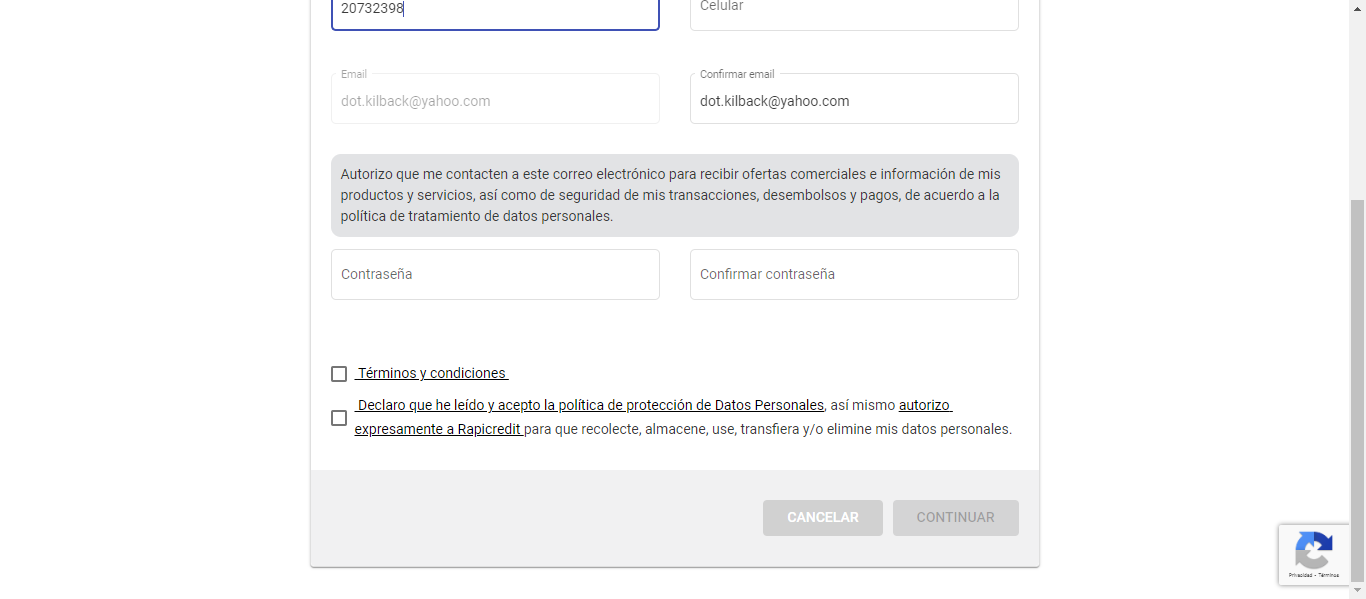 20732398
Celular
Email
Confirmar email
dot.kilback@yahoo.com
dot.kilback@yahoo.com
Autorizo que me contacten a este correo electrónico para recibir ofertas comerciales e información de mis
productos y servicios, así como de seguridad de mis transacciones, desembolsos y pagos, de acuerdo a la
política de tratamiento de datos personales.
Contraseña
Confirmar contraseña
Términos y condiciones
Declaro que he leído y acepto la política de protección de Datos Personales, así mismo autorizo
expresamente a Rapicredit para que recolecte, almacene, use, transfiera y/o elimine mis datos personales.
CANCELAR
CONTINUAR
Privacidad - Términos